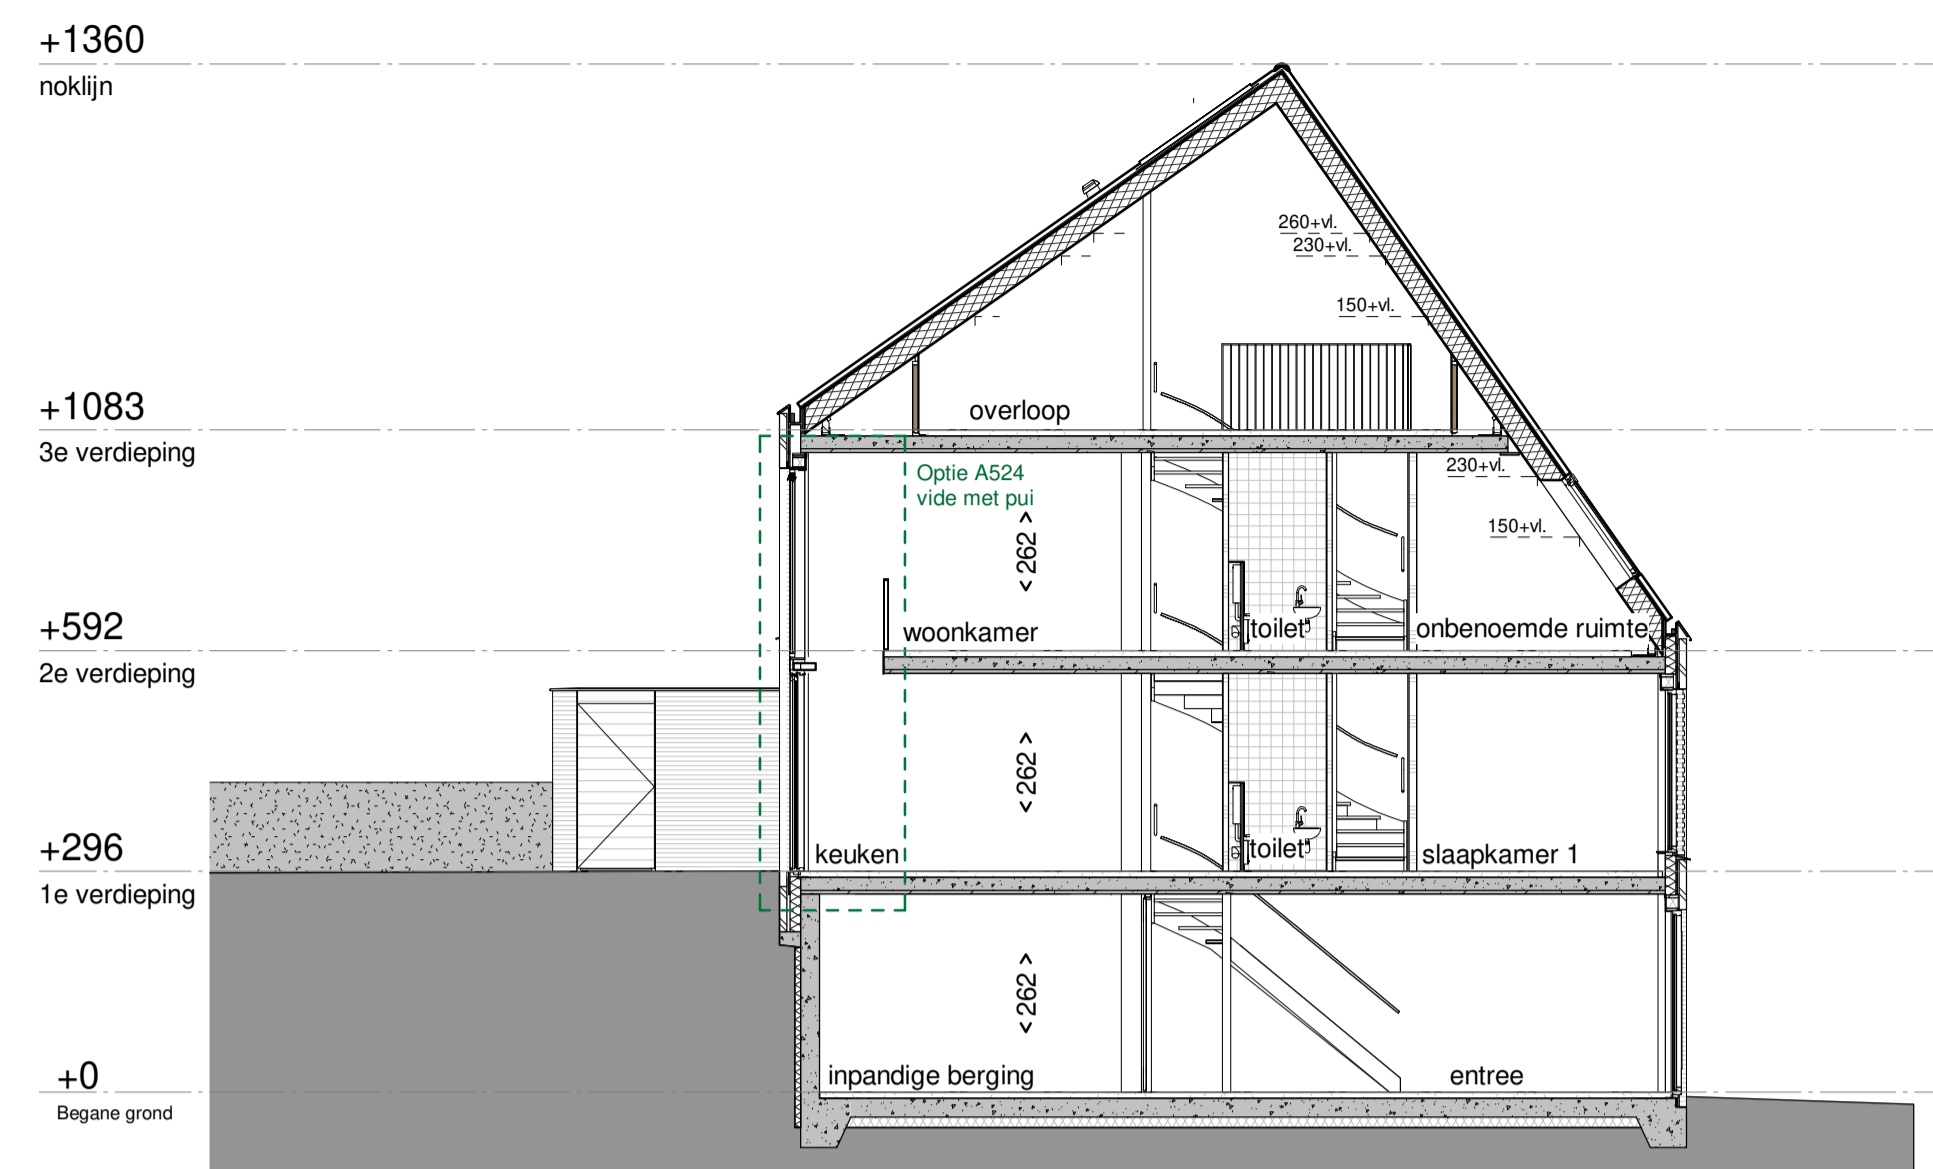 +1360
noklijn
260+vl.
230+vl.
150+vl.
+1083
3e verdieping
overloop
Optie A524
vide met pui
230+vl.
150+vl.
<262>
+592
2e verdieping
woonkamer
toilet
onbenoemde ruimte
<262>
+296
1e verdieping
keuken
toilet
slaapkamer 1
<262>
+0
Begane grond
inpandige berging
entree